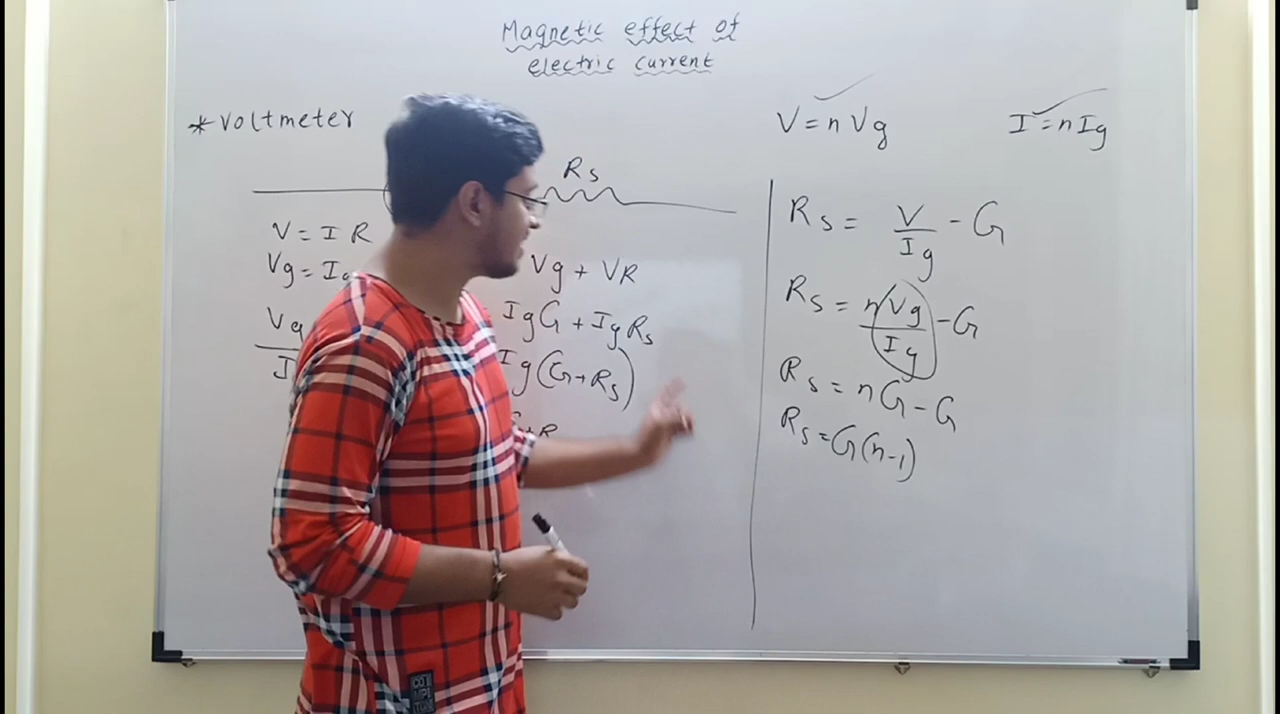 Magnetic effect of
electric current
*Voltmeter
Rs
V = I R
Vg =
Vg
I
Vg + VR
IgG + IgRs
Ig(G+Rs)
V = nVg
I = nIg
Rs = V/Ig - G
Rs = nVg/Ig - G
Rs = nG - G
Rs = G(n-1)